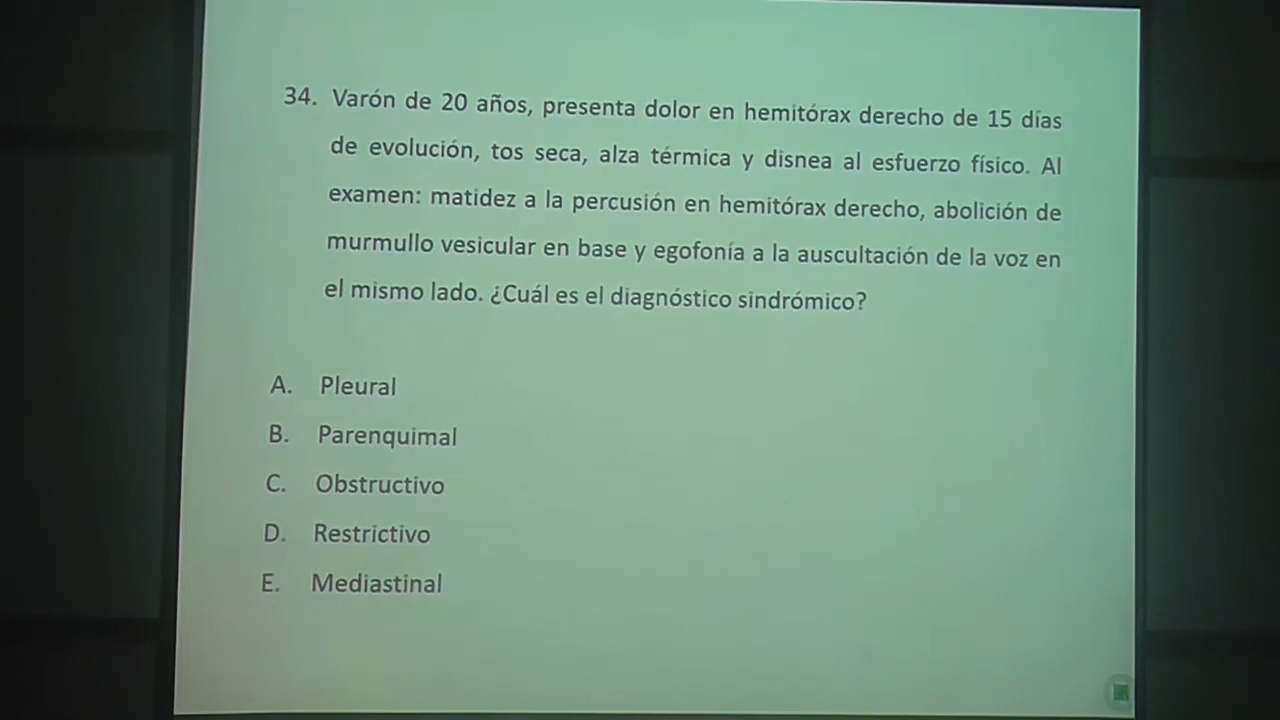 34. Varón de 20 años, presenta dolor en hemitórax derecho de 15 días
de evolución, tos seca, alza térmica y disnea al esfuerzo físico. Al
examen: matidez a la percusión en hemitórax derecho, abolición de
murmullo vesicular en base y egofonía a la auscultación de la voz en
el mismo lado. ¿Cuál es el diagnóstico sindrómico?
A. Pleural
B. Parenquimal
C. Obstructivo
D. Restrictivo
E. Mediastinal